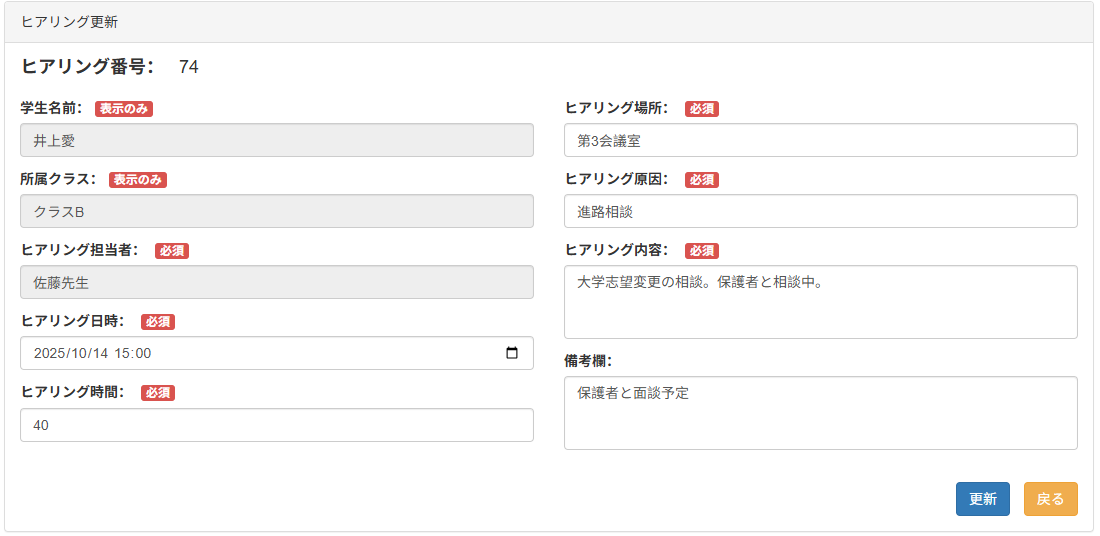 ヒアリング更新
ヒアリング番号： 74
学生名前： 表示のみ
井上愛
所属クラス： 表示のみ
クラスB
ヒアリング担当者： 必須
佐藤先生
ヒアリング日時： 必須
2025/10/14 15:00
ヒアリング時間： 必須
40
ヒアリング場所： 必須
第3会議室
ヒアリング原因： 必須
進路相談
ヒアリング内容： 必須
大学志望変更の相談。保護者と相談中。
備考欄：
保護者と面談予定
更新 戻る